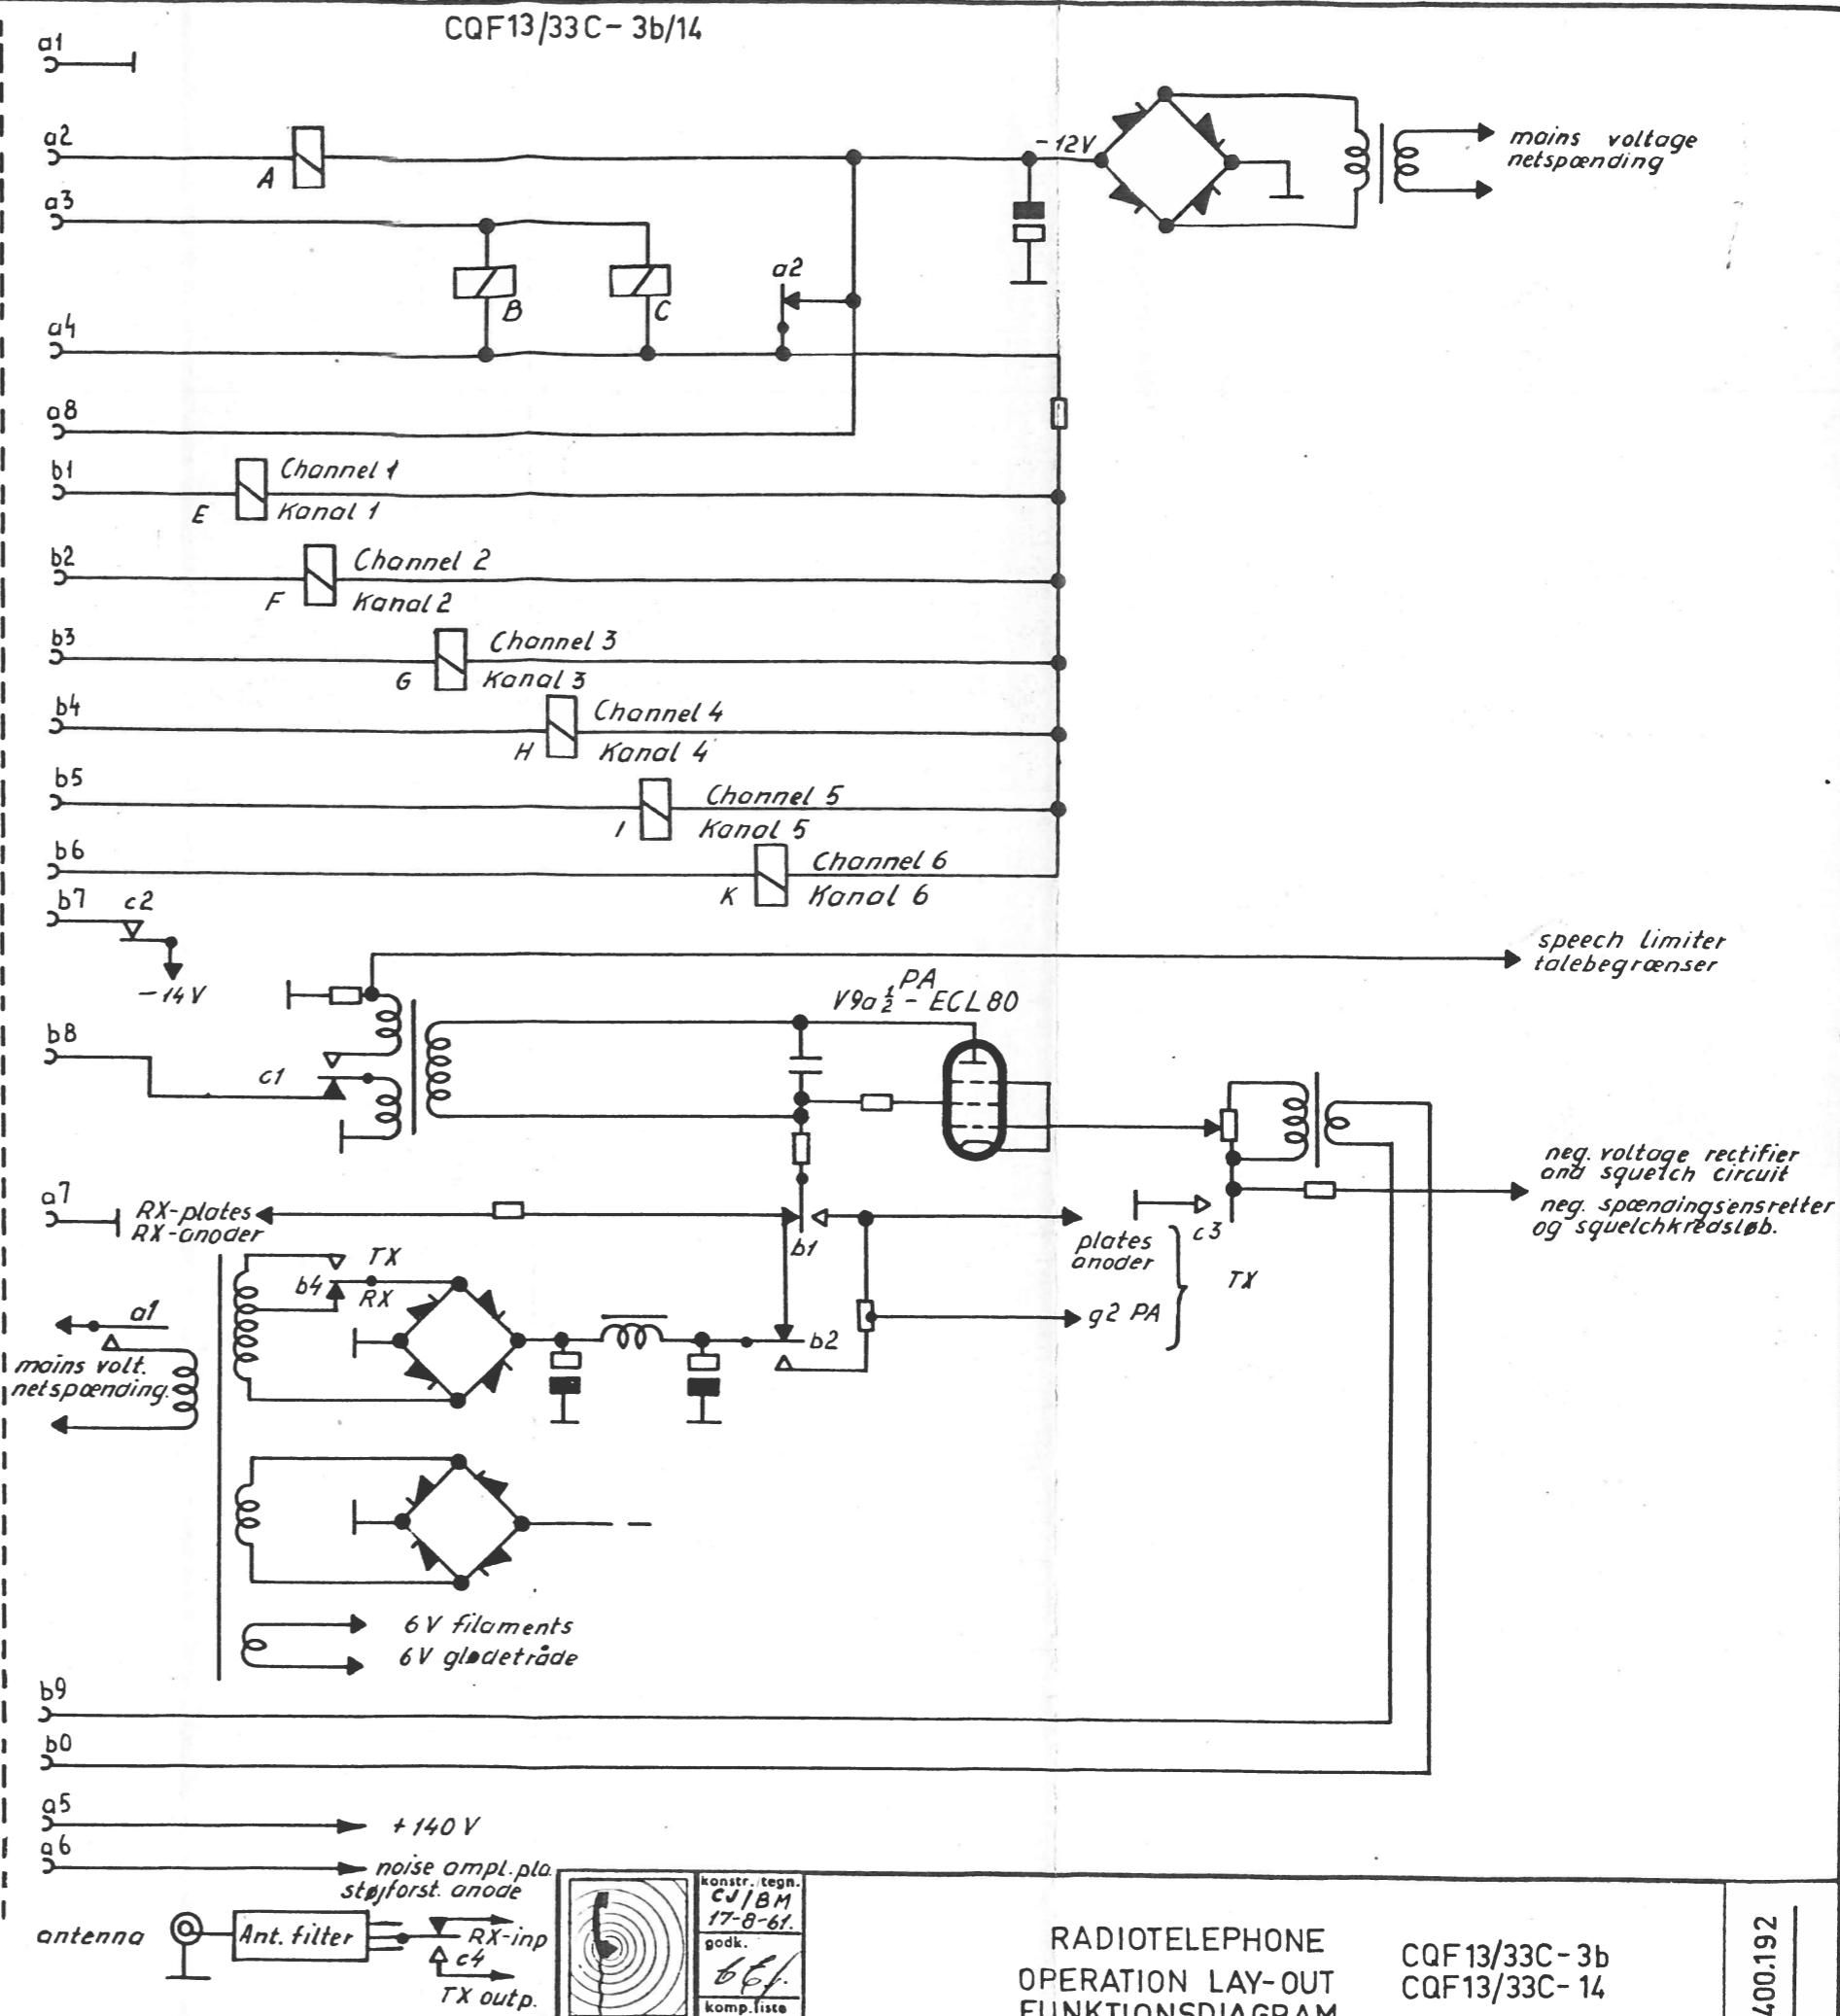 CQF13/33C-3b/14
a1
a2
A
-12V
mains voltage
netspænding
a3
B
C
a2
a4
a8
b1
Channel 1
E
Kanal 1
b2
Channel 2
F
Kanal 2
b3
Channel 3
G
Kanal 3
b4
Channel 4
H
Kanal 4
b5
Channel 5
I
Kanal 5
b6
Channel 6
K
Kanal 6
b7
c2
-14V
speech limiter
talebegrænser
PA
V9a ½ - ECL80
b8
c1
a7
RX-plates
RX-anoder
b1
plates
anoder
c3
TX
g2 PA
neg. voltage rectifier
and squelch circuit
neg. spændingsensretter
og squelchkredsløb.
TX
b4
RX
a1
mains volt.
netspænding.
b2
6V filaments
6V glødetråde
b9
b0
a5
+140V
a6
noise ampl. pla.
støjforst. anode
antenna
Ant. filter
RX-inp
c4
TX outp.
konstr./tegn.
CJ/BM
17-8-61.
godk.
komp.liste
RADIOTELEPHONE
OPERATION LAY-OUT
FUNKTIONSDIAGRAM
CQF13/33C-3b
CQF13/33C-14
400.192